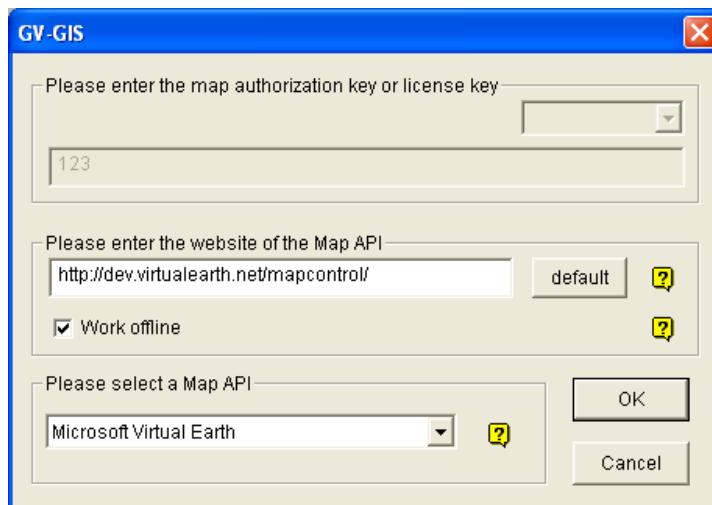 GV-GIS
Please enter the map authorization key or license key
123
Please enter the website of the Map API
http://dev.virtualearth.net/mapcontrol/
default
?
Work offline
?
Please select a Map API
Microsoft Virtual Earth
?
OK
Cancel